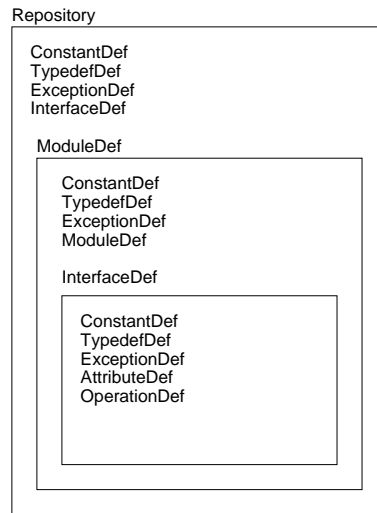 Repository
ConstantDef
TypedefDef
ExceptionDef
InterfaceDef
ModuleDef
ConstantDef
TypedefDef
ExceptionDef
ModuleDef
InterfaceDef
ConstantDef
TypedefDef
ExceptionDef
AttributeDef
OperationDef